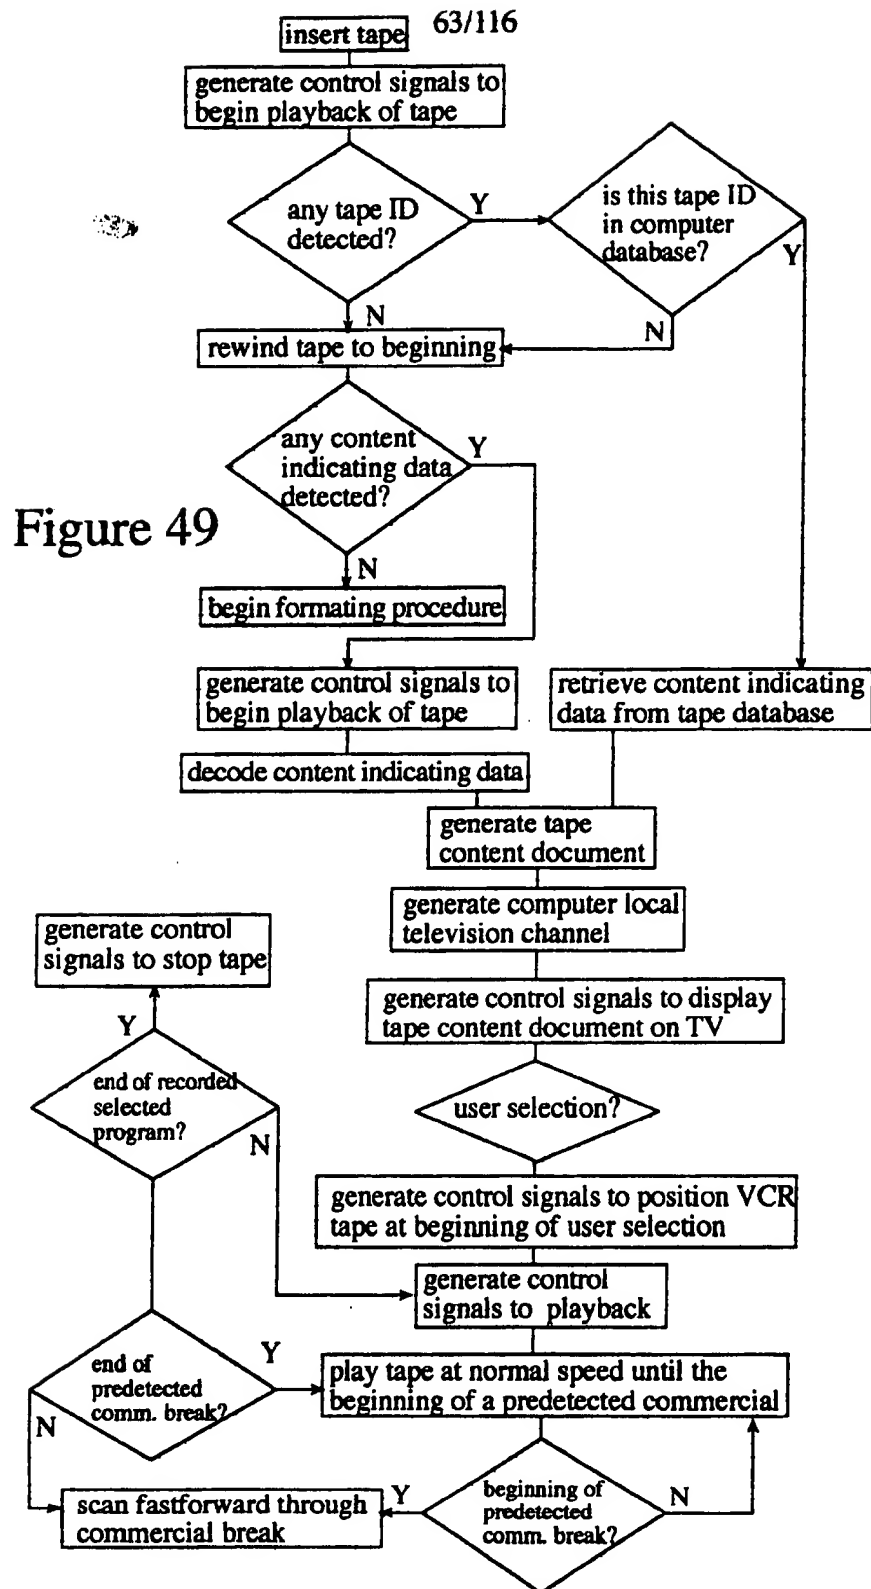 63/116
insert tape
generate control signals to
begin playback of tape
any tape ID
detected?
Y
N
is this tape ID
in computer
database?
Y
N
rewind tape to beginning
any content
indicating data
detected?
Y
N
Figure 49
begin formating procedure
generate control signals to
begin playback of tape
retrieve content indicating
data from tape database
decode content indicating data
generate tape
content document
generate computer local
television channel
generate control signals to display
tape content document on TV
user selection?
generate control signals to position VCR
tape at beginning of user selection
generate control
signals to playback
play tape at normal speed until the
beginning of a predetected commercial
beginning of
predetected
comm. break?
Y
N
scan fastforward through
commercial break
end of
predetected
comm. break?
Y
N
end of recorded
selected
program?
Y
N
generate control
signals to stop tape